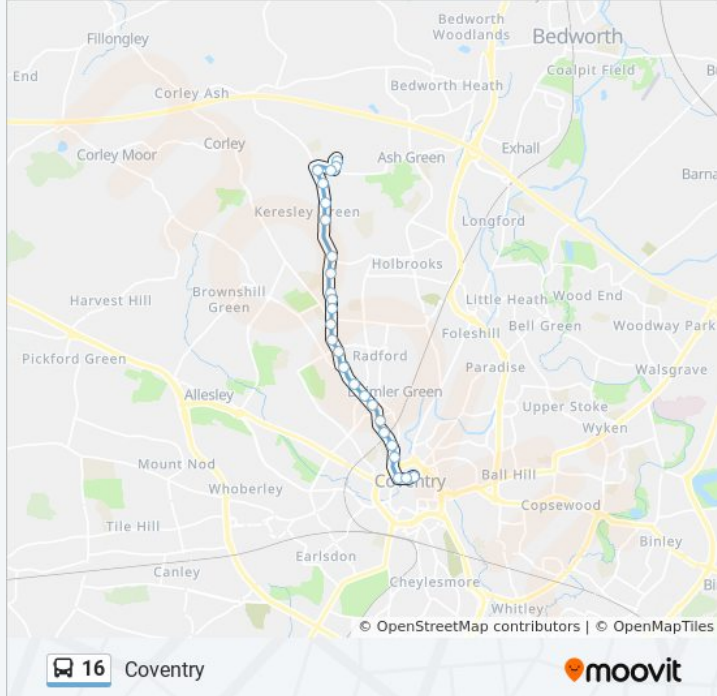 Bedworth
Woodlands
Fillongley
Bedworth
Coalpit Field
End
Bedworth Heath
Corley Ash
Corley
Exhall
Corley Moor
Ash Green
Barna
Keresley Green
Longford
Holbrooks
Brownshill
Green
Harvest Hill
Little Heath
Wood End
Foleshill
Bell Green
Woodway Park
Pickford Green
Radford
Paradise
Walsgrave
Allesley
Daimler Green
Upper Stoke
Wyken
Mount Nod
Ball Hill
Whoberley
Coventry
Copsewood
Tile Hill
Binley
Earlsdon
Canley
Cheylesmore
Bi
Whitley
© OpenStreetMap contributors | © OpenMapTiles
16 Coventry
moovit